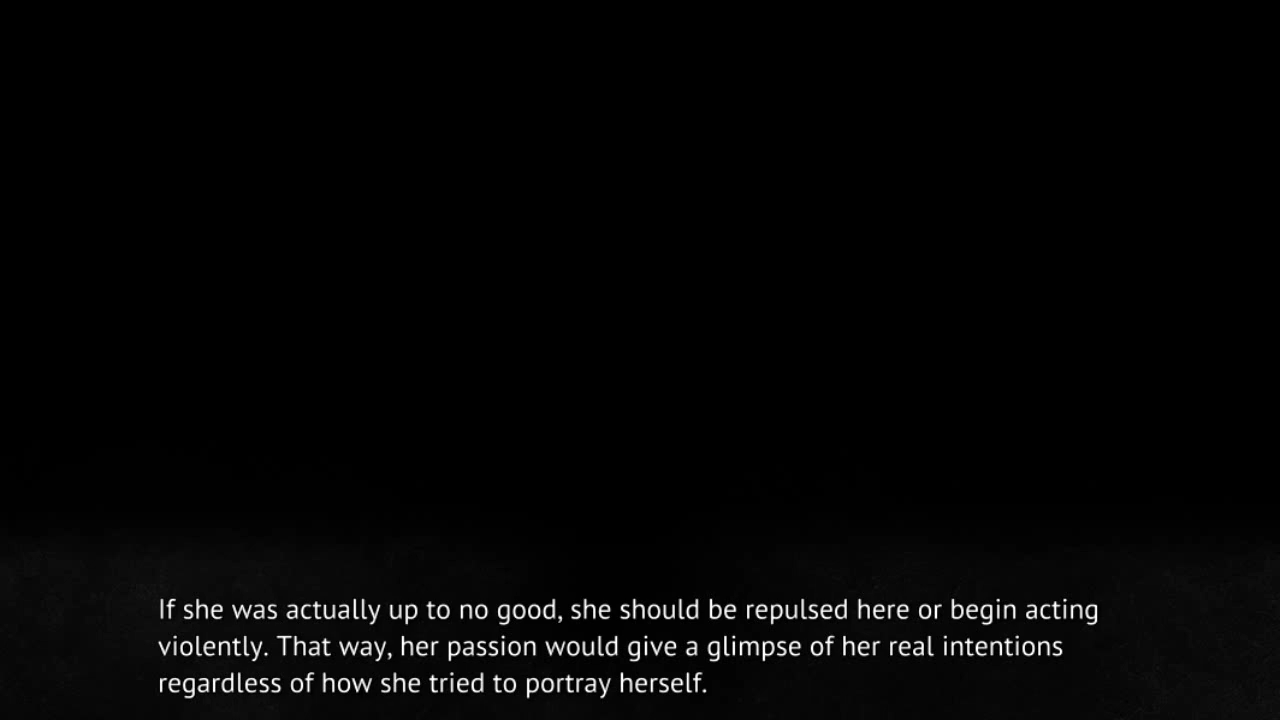 If she was actually up to no good, she should be repulsed here or begin acting
violently. That way, her passion would give a glimpse of her real intentions
regardless of how she tried to portray herself.